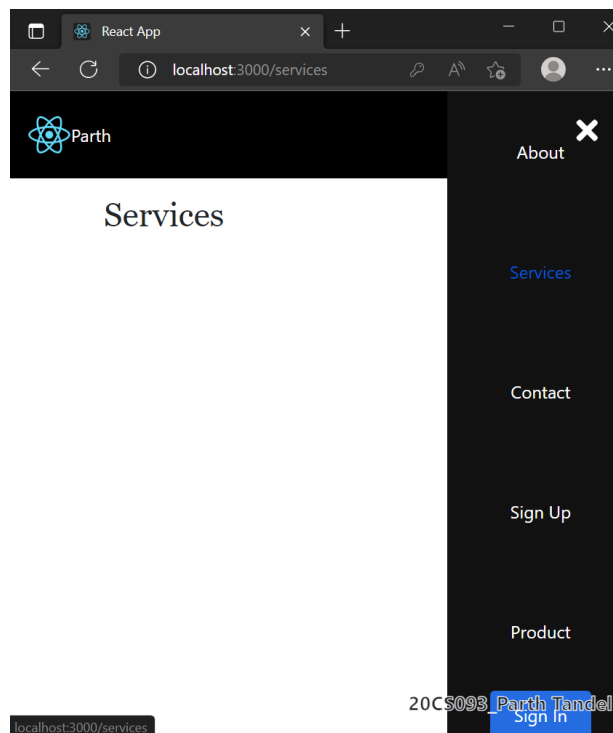 React App
localhost:3000/services
Parth
About
Services
Services
Contact
Sign Up
Product
20CS093_Parth Tandel
Sign In
localhost:3000/services